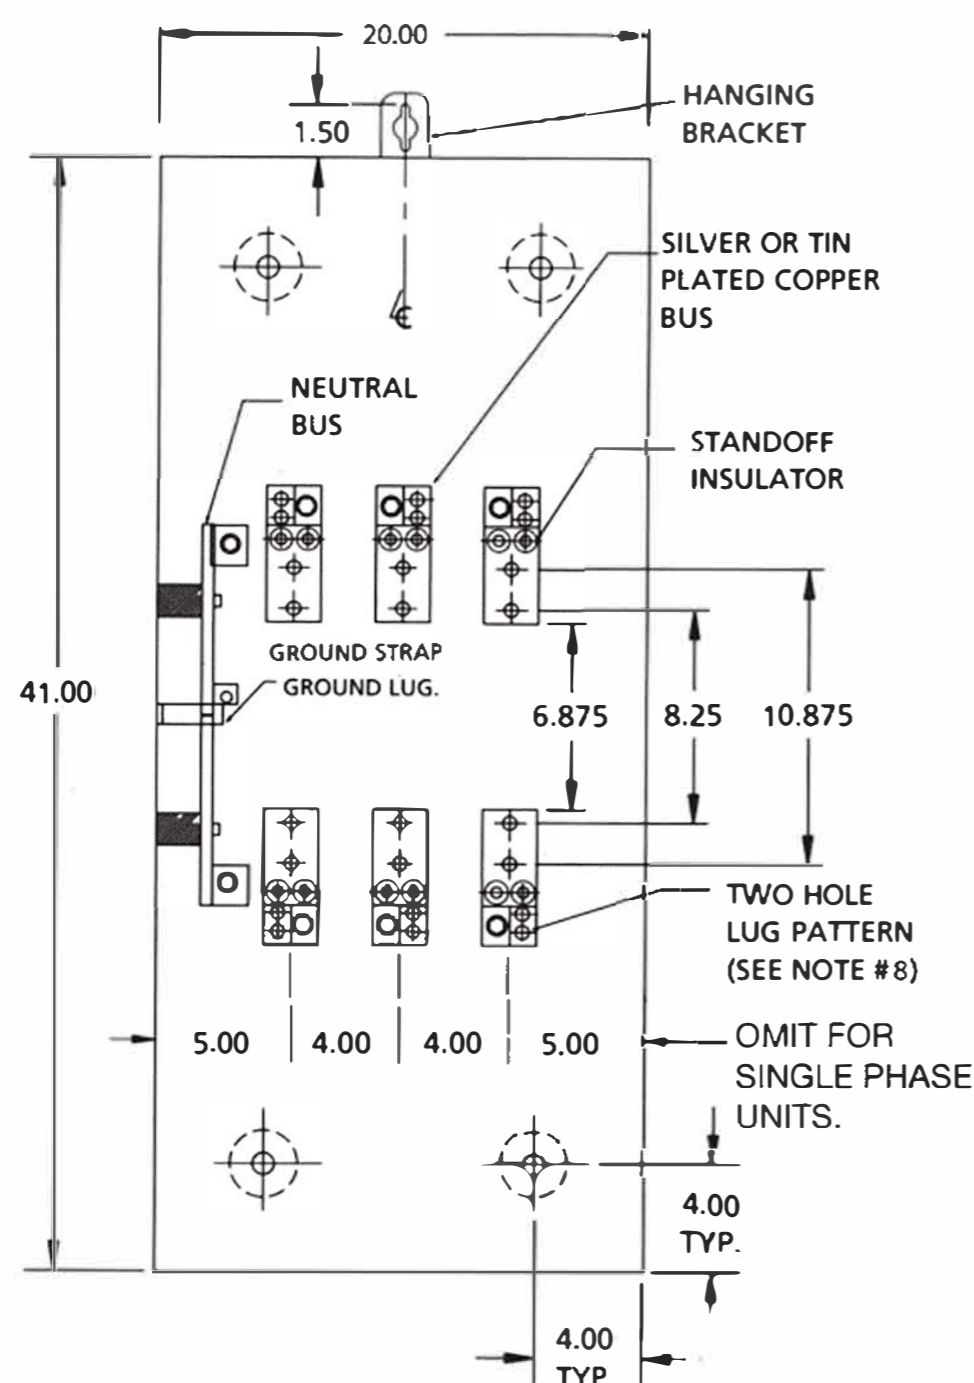 20.00
1.50
HANGING
BRACKET
SILVER OR TIN
PLATED COPPER
BUS
NEUTRAL
BUS
STANDOFF
INSULATOR
GROUND STRAP
GROUND LUG.
41.00
6.875
8.25
10.875
TWO HOLE
LUG PATTERN
(SEE NOTE #8)
5.00
4.00
4.00
5.00
OMIT FOR
SINGLE PHASE
UNITS.
4.00
TYP.
4.00
TYP